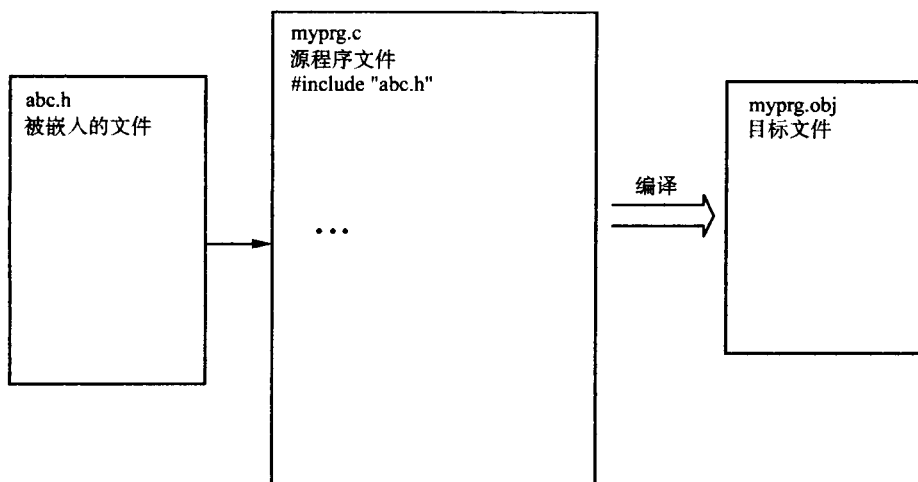 abc.h
被嵌人的文件
myprg.c
源程序文件
#include "abc.h"
...
编译
myprg.obj
目标文件